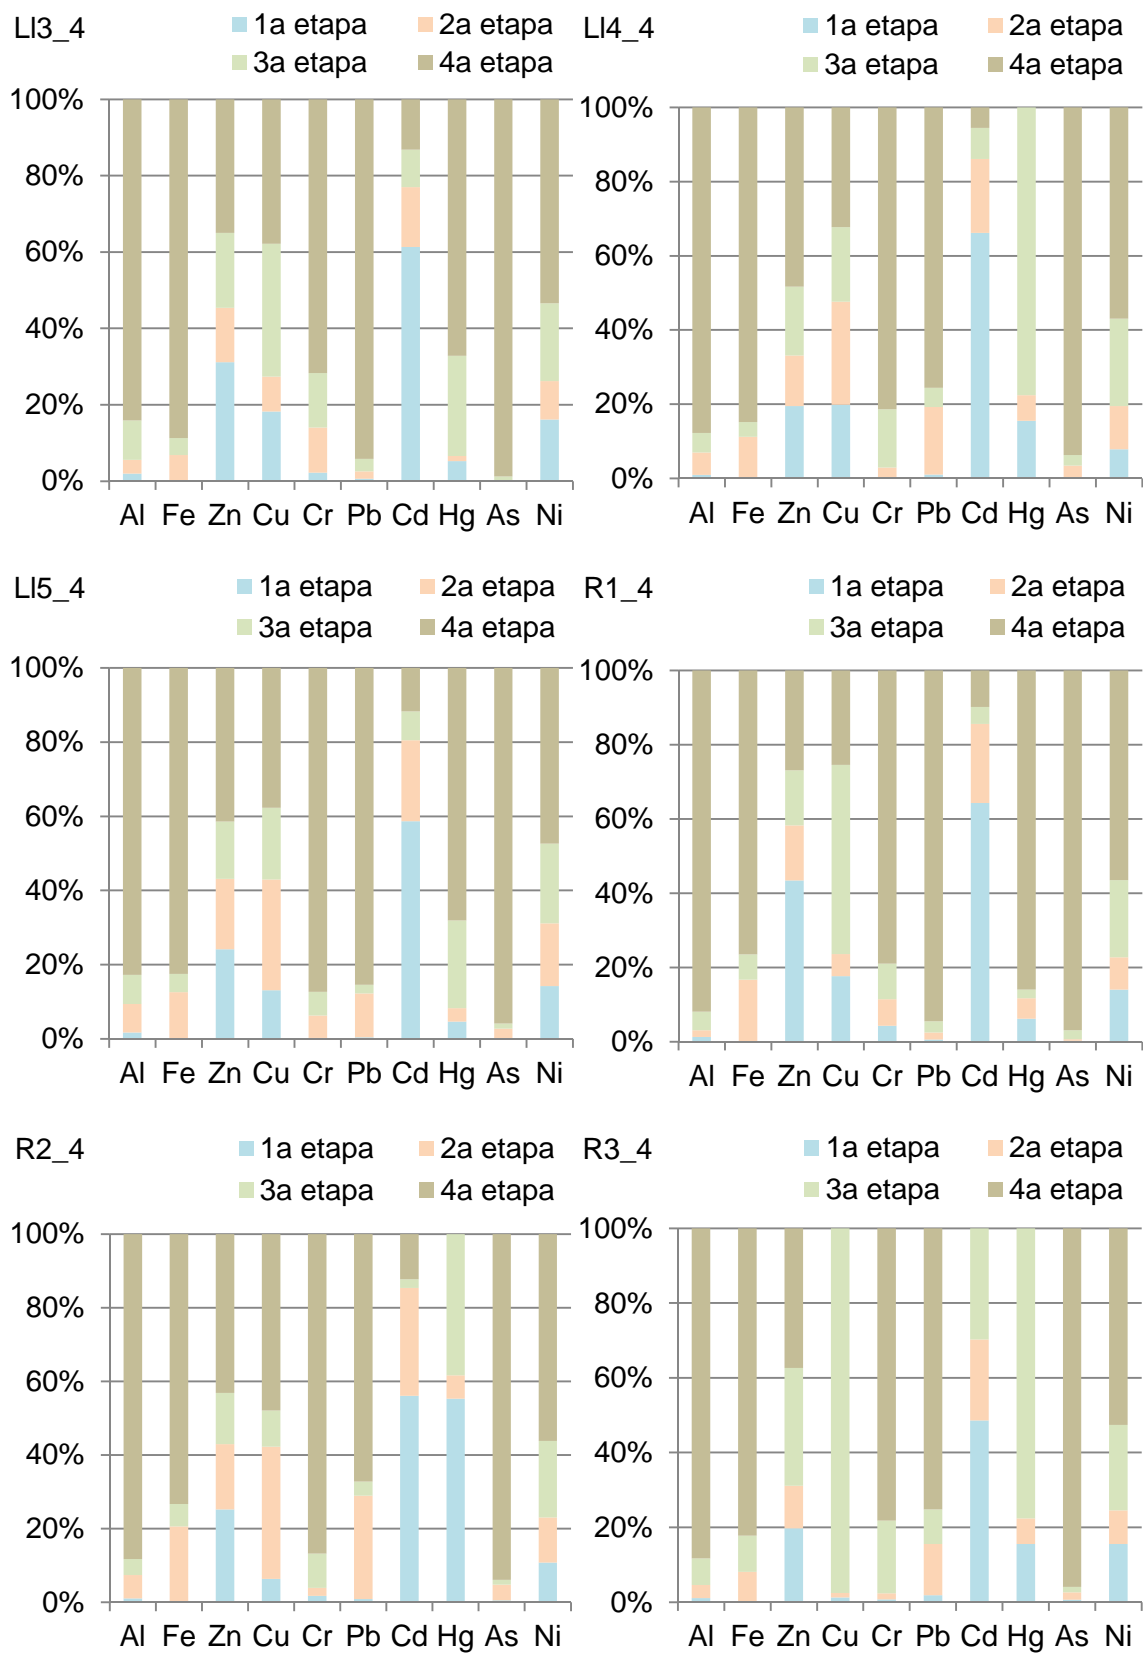 LI3_4
1a etapa 2a etapa
3a etapa 4a etapa
100%
80%
60%
40%
20%
0%
Al Fe Zn Cu Cr Pb Cd Hg As Ni
LI4_4
1a etapa 2a etapa
3a etapa 4a etapa
100%
80%
60%
40%
20%
0%
Al Fe Zn Cu Cr Pb Cd Hg As Ni
LI5_4
1a etapa 2a etapa
3a etapa 4a etapa
100%
80%
60%
40%
20%
0%
Al Fe Zn Cu Cr Pb Cd Hg As Ni
R1_4
1a etapa 2a etapa
3a etapa 4a etapa
100%
80%
60%
40%
20%
0%
Al Fe Zn Cu Cr Pb Cd Hg As Ni
R2_4
1a etapa 2a etapa
3a etapa 4a etapa
100%
80%
60%
40%
20%
0%
Al Fe Zn Cu Cr Pb Cd Hg As Ni
R3_4
1a etapa 2a etapa
3a etapa 4a etapa
100%
80%
60%
40%
20%
0%
Al Fe Zn Cu Cr Pb Cd Hg As Ni